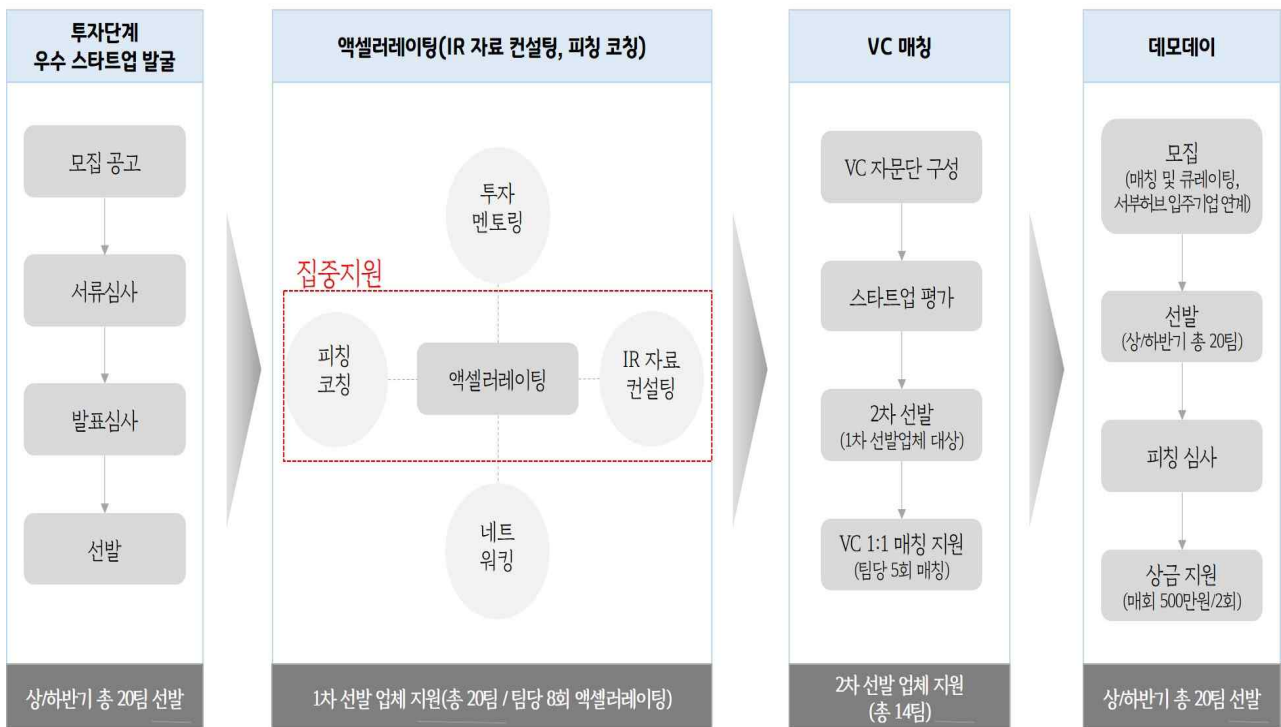 투자단계
우수 스타트업 발굴
모집 공고
서류심사
발표심사
선발
상/하반기 총 20팀 선발
액셀러레이팅(IR 자료 컨설팅, 피칭 코칭)
투자
멘토링
집중지원
피칭
코칭
액셀러레이팅
IR 자료
컨설팅
네트
워킹
1차 선발 업체 지원(총 20팀 / 팀당 8회 액셀러레이팅)
VC 매칭
VC 자문단 구성
스타트업 평가
2차 선발
(1차 선발업체 대상)
VC 1:1 매칭 지원
(팀당 5회 매칭)
2차 선발 업체 지원
(총 14팀)
데모데이
모집
(매칭 및 큐레이팅,
서부허브 입주기업 연계)
선발
(상/하반기 총 20팀)
피칭 심사
상금 지원
(매회 500만원/2회)
상/하반기 총 20팀 선발